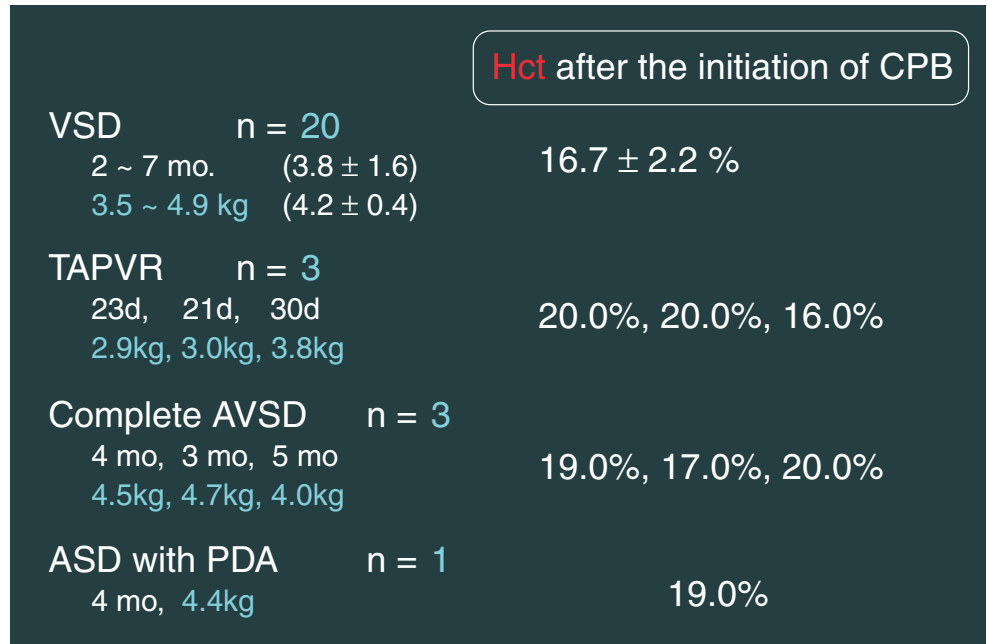 Hct after the initiation of CPB
VSD n = 20
2 ~ 7 mo. (3.8 ± 1.6)
3.5 ~ 4.9 kg (4.2 ± 0.4)
16.7 ± 2.2 %
TAPVR n = 3
23d, 21d, 30d
2.9kg, 3.0kg, 3.8kg
20.0%, 20.0%, 16.0%
Complete AVSD n = 3
4 mo, 3 mo, 5 mo
4.5kg, 4.7kg, 4.0kg
19.0%, 17.0%, 20.0%
ASD with PDA n = 1
4 mo, 4.4kg
19.0%